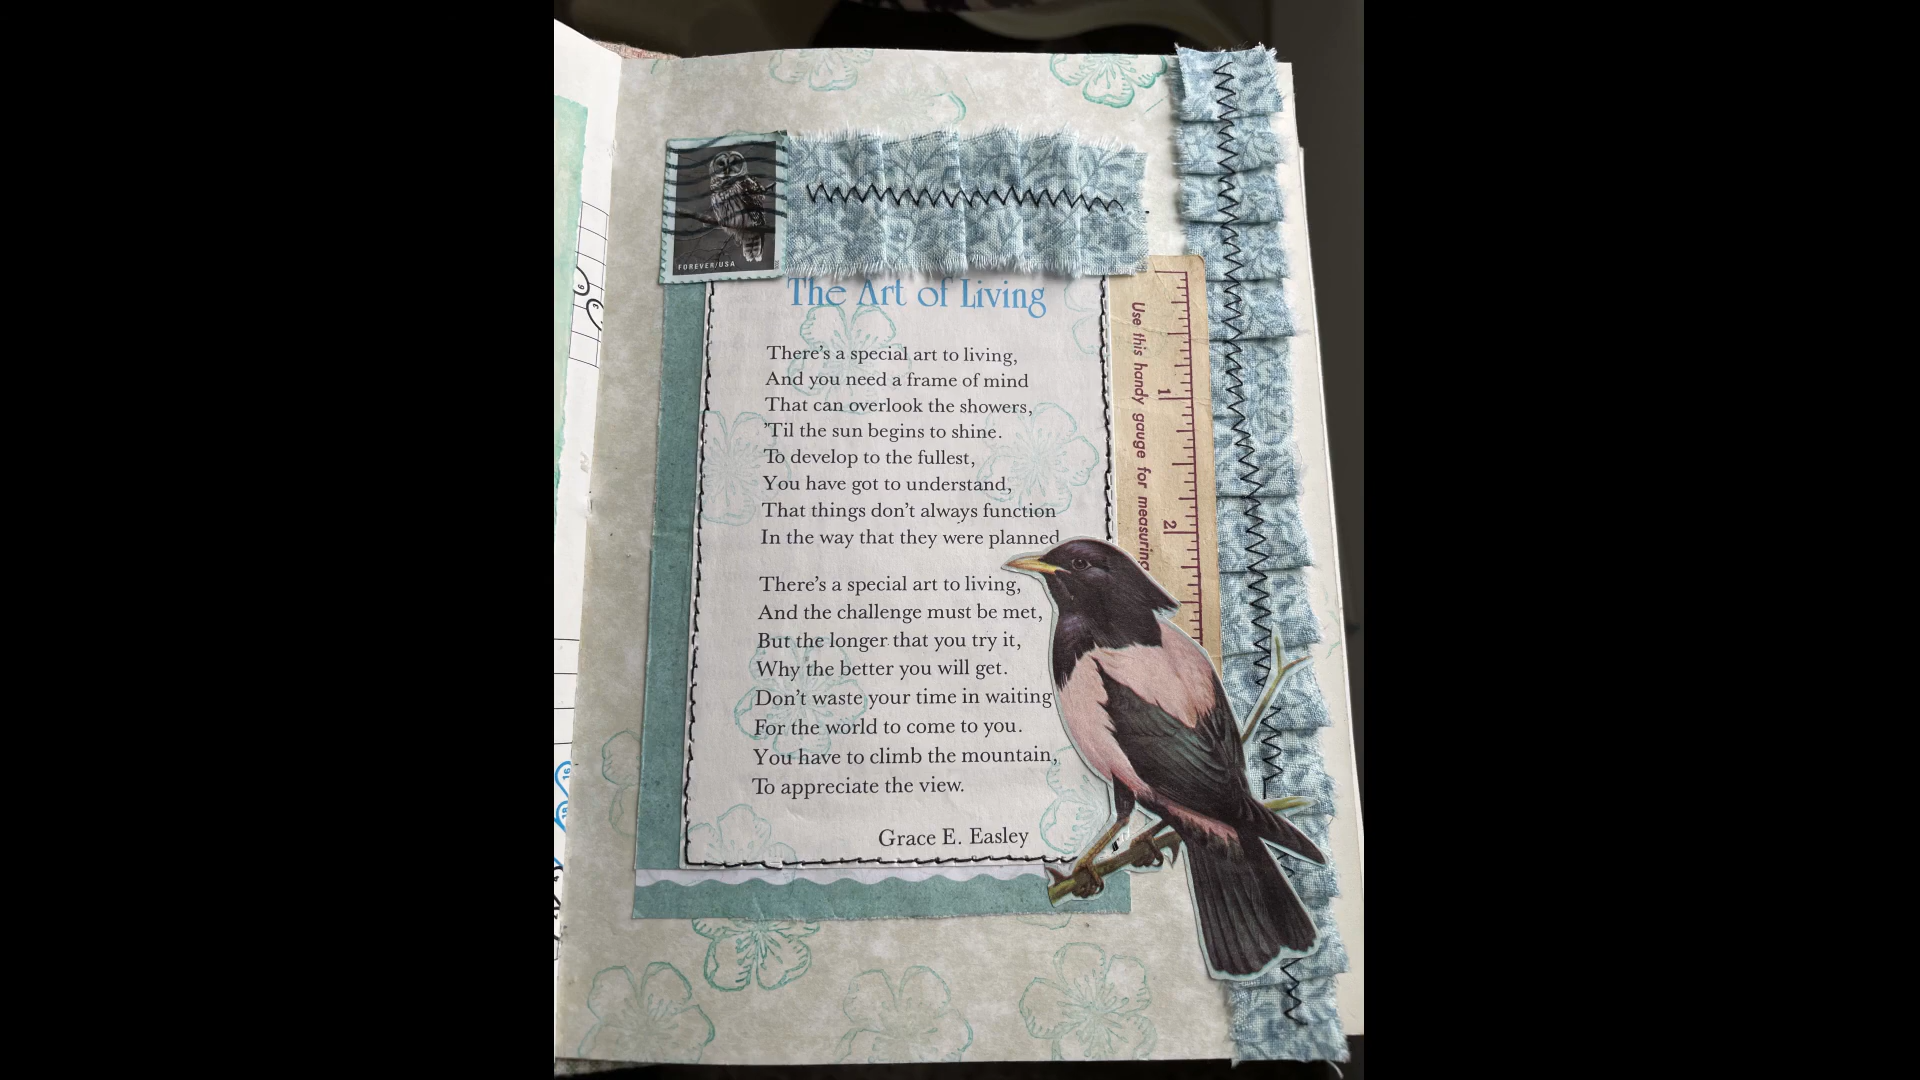 FOREVER/USA
The Art of Living
There's a special art to living,
And you need a frame of mind
That can overlook the showers,
'Til the sun begins to shine.
To develop to the fullest,
You have got to understand,
That things don't always function
In the way that they were planned
There's a special art to living,
And the challenge must be met,
But the longer that you try it,
Why the better you will get.
Don't waste your time in waiting
For the world to come to you.
You have to climb the mountain,
To appreciate the view.
Grace E. Easley
Use this handy gauge for measuring
1
2
6
16
18